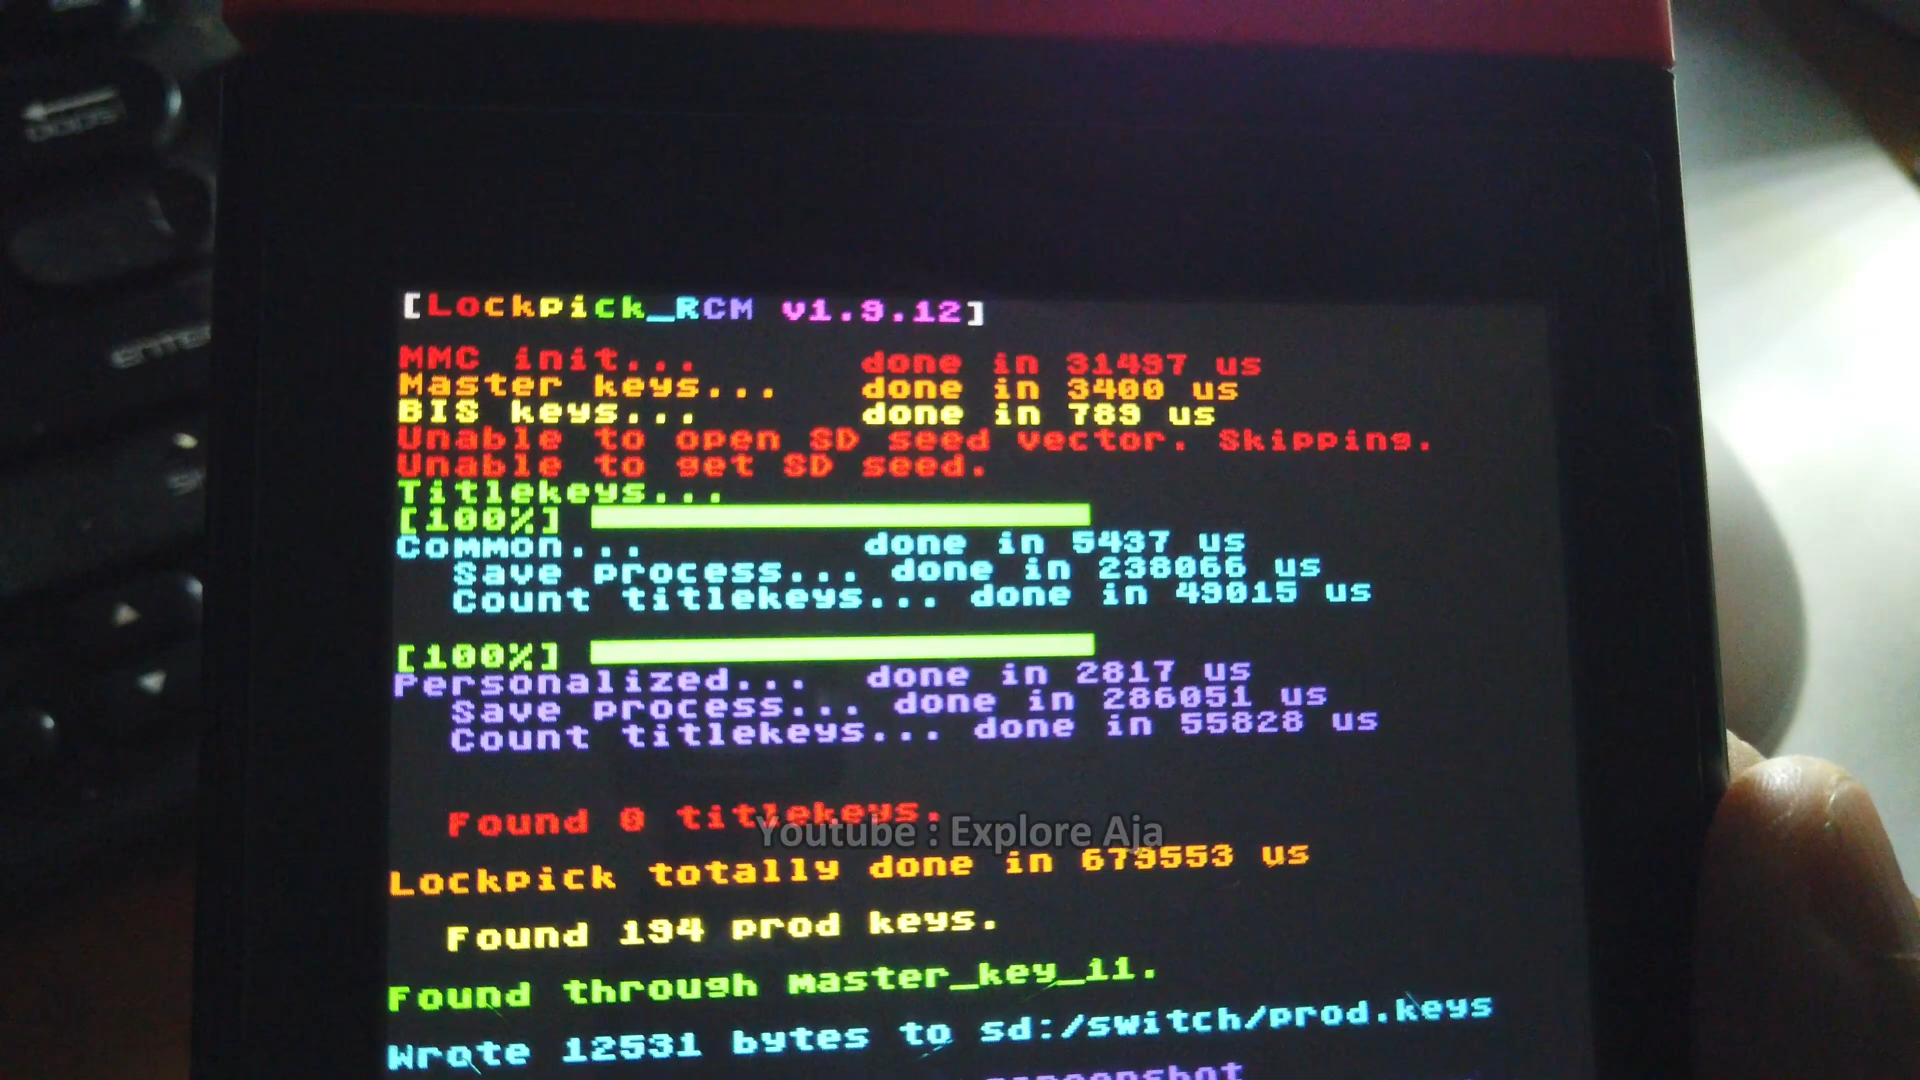 [Lockpick_RCM v1.9.12]
MMC init... done in 31497 us
Master keys... done in 3400 us
BIS keys... done in 789 us
Unable to open SD seed vector. Skipping.
Unable to get SD seed.
Titlekeys...
[100%]
Common... done in 5437 us
Save process... done in 238066 us
Count titlekeys... done in 49015 us
[100%]
Personalized... done in 2817 us
Save process... done in 286051 us
Count titlekeys... done in 55828 us
Found 0 titlekeys.
Youtube : Explore Aja
Lockpick totally done in 679553 us
Found 194 prod keys.
Found through master_key_11.
Wrote 12531 bytes to sd:/switch/prod.keys
screenshot
ENTER